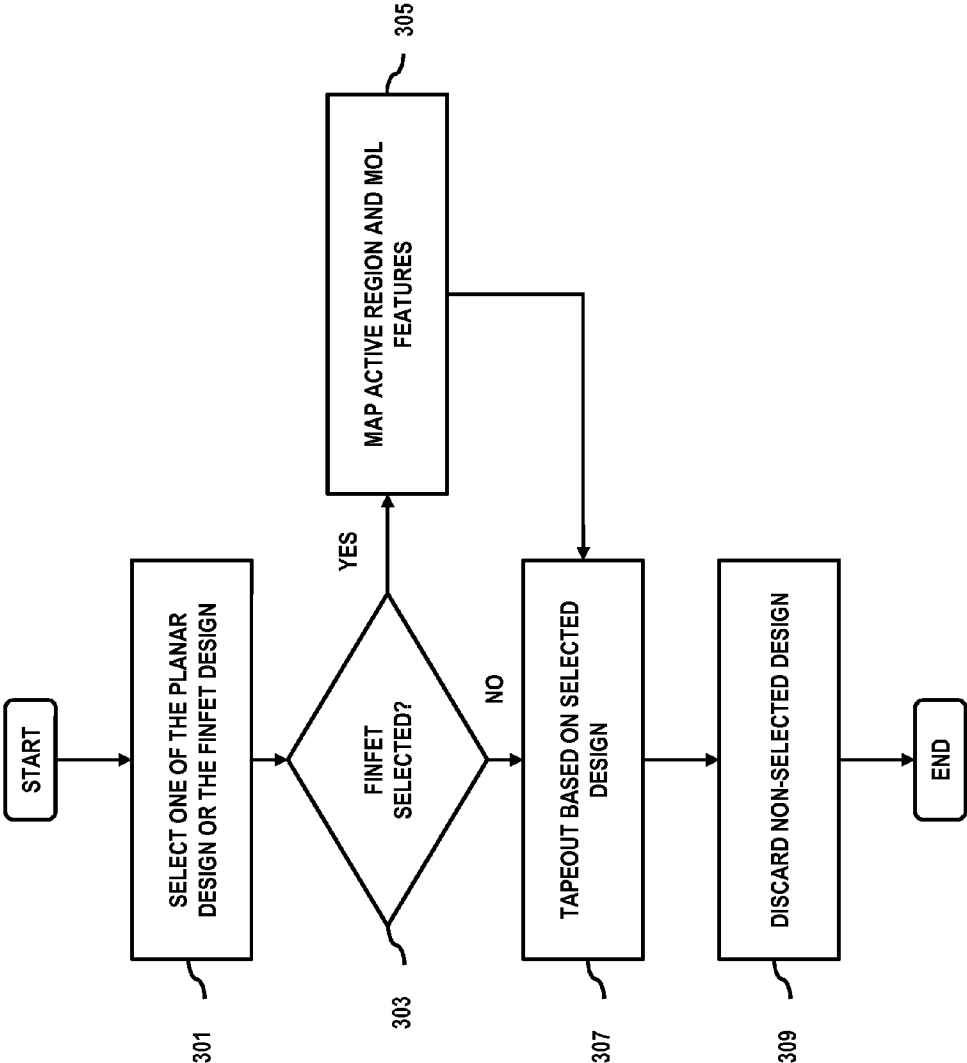 START
SELECT ONE OF THE PLANAR
DESIGN OR THE FINFET DESIGN
301
FINFET
SELECTED?
303
YES
MAP ACTIVE REGION AND MOL
FEATURES
305
NO
TAPEOUT BASED ON SELECTED
DESIGN
307
DISCARD NON-SELECTED DESIGN
309
END